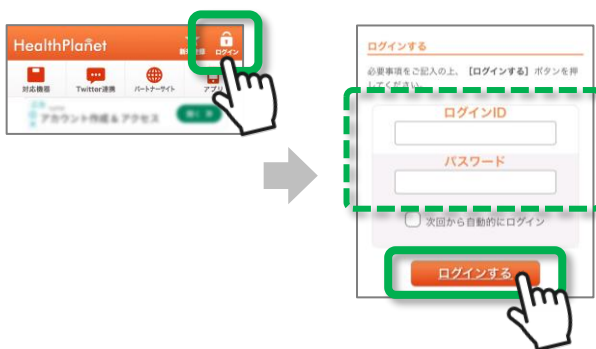 HealthPlañet
ログイン
対応機器
Twitter連携
パートナーサイト
アプリ
アカウント作成 & アクセス
ログインする
必要事項をご記入の上、【ログインする】ボタンを押
してください。
ログインID
パスワード
次回から自動的にログイン
ログインする